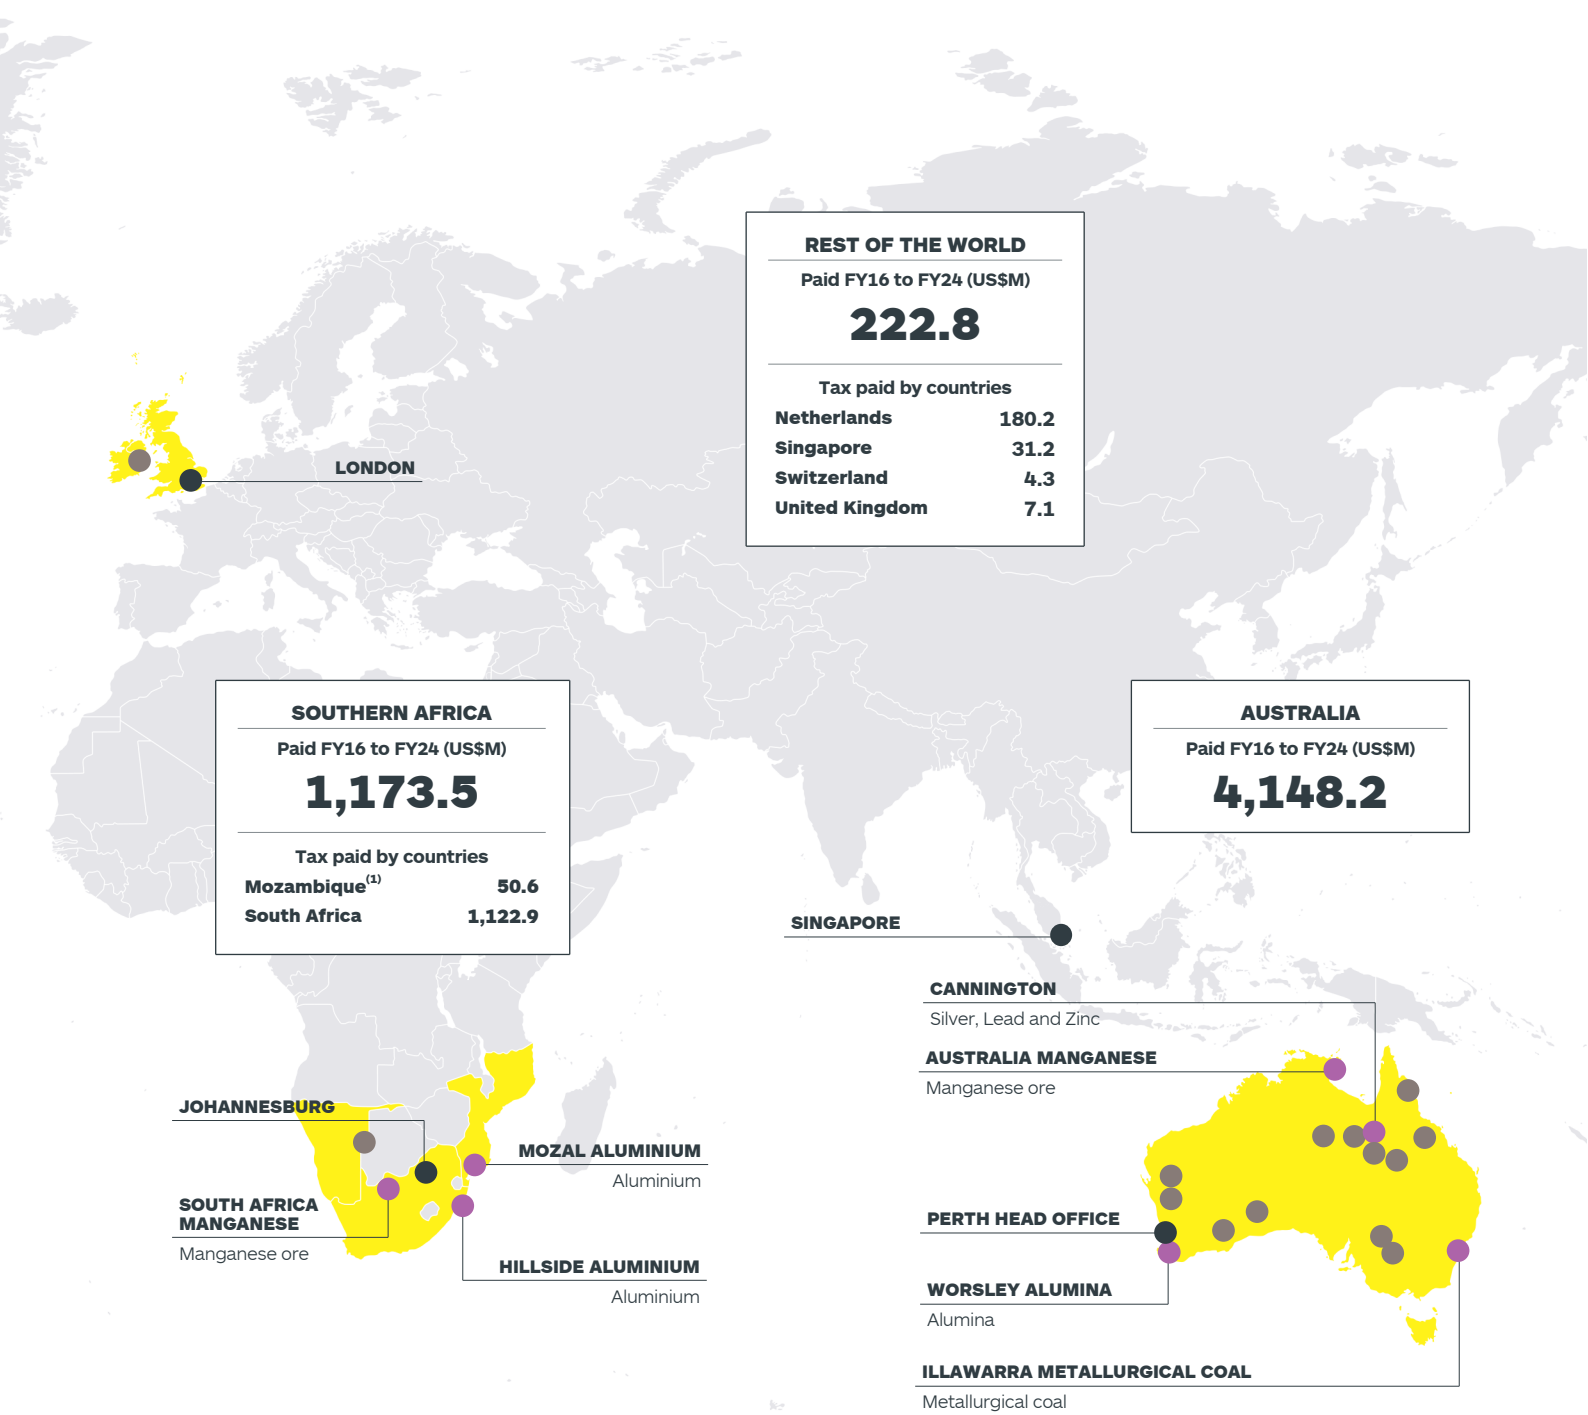 REST OF THE WORLD
Paid FY16 to FY24 (US$M)
222.8
Tax paid by countries
Netherlands 180.2
Singapore 31.2
Switzerland 4.3
United Kingdom 7.1
LONDON
SOUTHERN AFRICA
Paid FY16 to FY24 (US$M)
1,173.5
Tax paid by countries
Mozambique(1) 50.6
South Africa 1,122.9
AUSTRALIA
Paid FY16 to FY24 (US$M)
4,148.2
SINGAPORE
CANNINGTON
Silver, Lead and Zinc
AUSTRALIA MANGANESE
Manganese ore
JOHANNESBURG
MOZAL ALUMINIUM
Aluminium
SOUTH AFRICA
MANGANESE
Manganese ore
HILLSIDE ALUMINIUM
Aluminium
PERTH HEAD OFFICE
WORSLEY ALUMINA
Alumina
ILLAWARRA METALLURGICAL COAL
Metallurgical coal